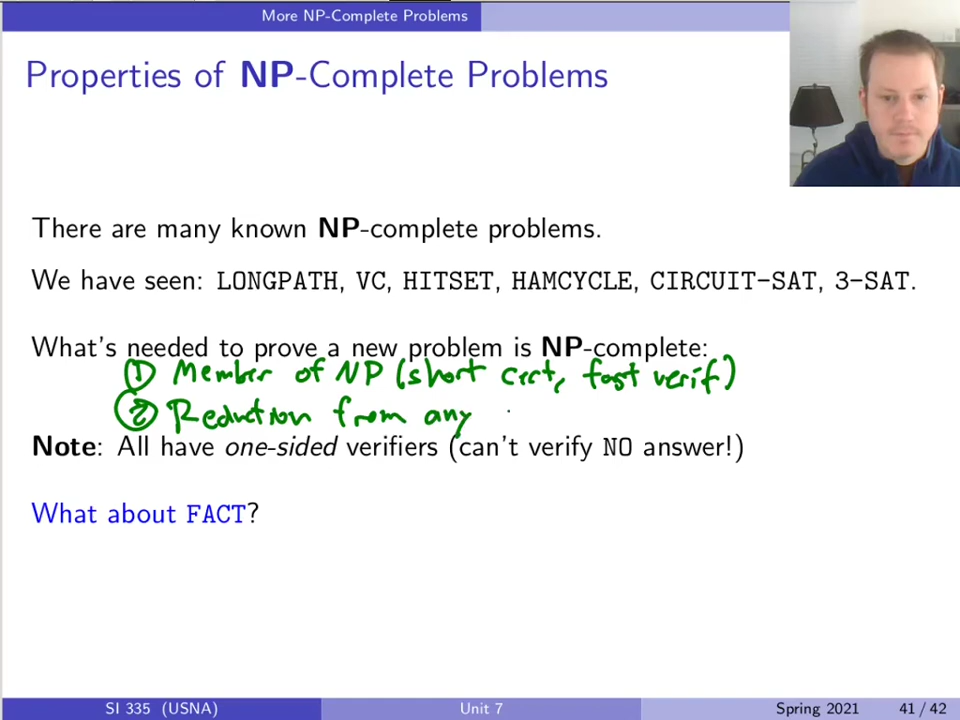 More NP-Complete Problems
Properties of NP-Complete Problems
There are many known NP-complete problems.
We have seen: LONGPATH, VC, HITSET, HAMCYCLE, CIRCUIT-SAT, 3-SAT.
What's needed to prove a new problem is NP-complete:
① Member of NP (short cert, fast verif)
② Reduction from any
Note: All have one-sided verifiers (can't verify NO answer!)
What about FACT?
SI 335 (USNA) Unit 7 Spring 2021 41 / 42